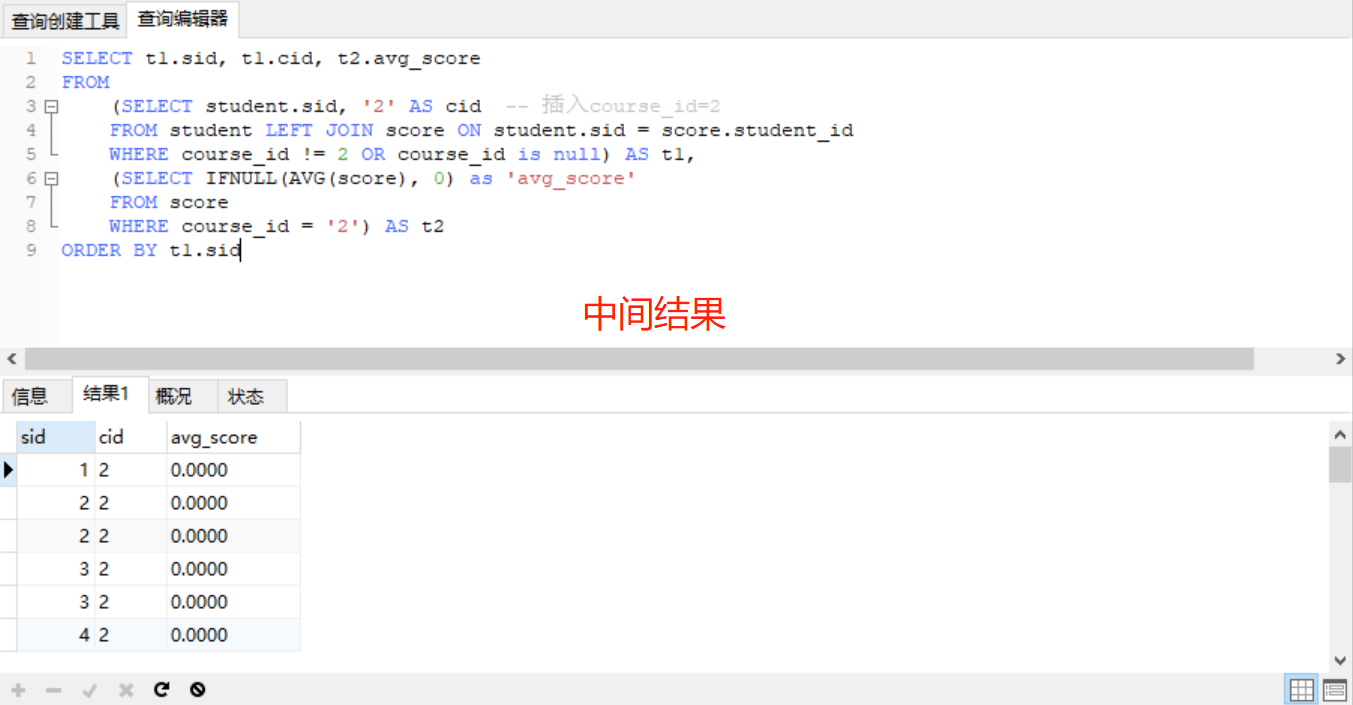 查询创建工具 查询编辑器
1 SELECT t1.sid, t1.cid, t2.avg_score
2 FROM
3 (SELECT student.sid, '2' AS cid -- 插入course_id=2
4 FROM student LEFT JOIN score ON student.sid = score.student_id
5 WHERE course_id != 2 OR course_id is null) AS t1,
6 (SELECT IFNULL(AVG(score), 0) as 'avg_score'
7 FROM score
8 WHERE course_id = '2') AS t2
9 ORDER BY t1.sid
中间结果
信息 结果1 概况 状态
sid cid avg_score
1 2 0.0000
2 2 0.0000
2 2 0.0000
3 2 0.0000
3 2 0.0000
4 2 0.0000